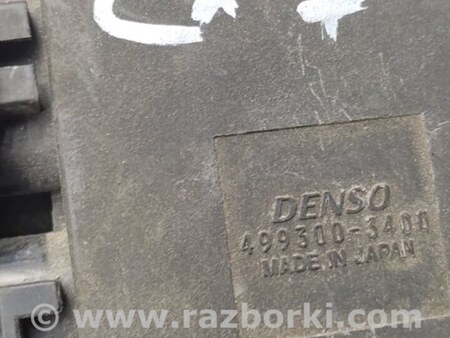 DENSO
499300-3400
MADE IN JAPAN
© www.razborki.com